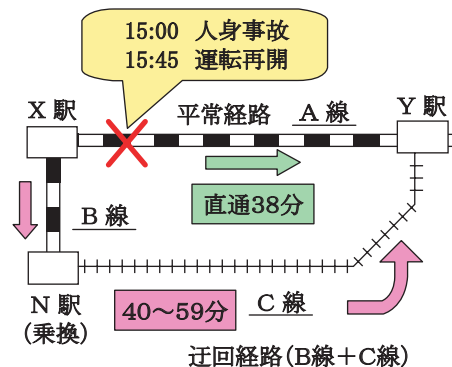 15:00 人身事故
15:45 運転再開
X 駅
平常経路 A 線
Y 駅
直通38分
B 線
N 駅
(乗換)
40〜59分
C 線
迂回経路(B線+C線)